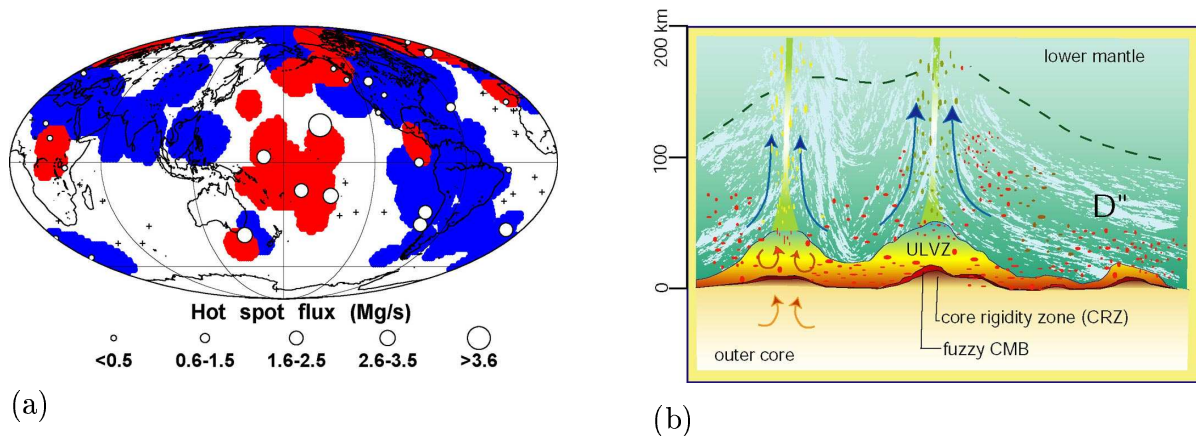 Hot spot flux (Mg/s)
<0.5 0.6-1.5 1.6-2.5 2.6-3.5 >3.6
(a)
200 km
100
0
lower mantle
D"
ULVZ
core rigidity zone (CRZ)
fuzzy CMB
outer core
(b)